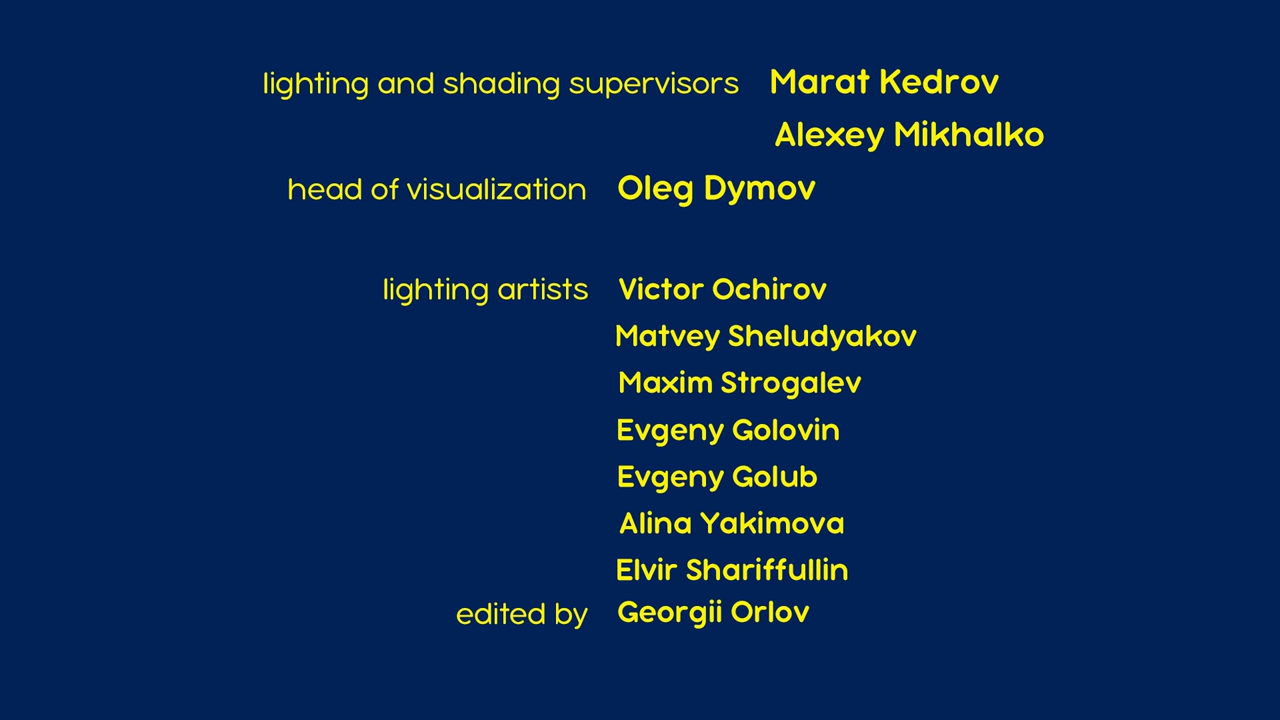 lighting and shading supervisors Marat Kedrov
Alexey Mikhalko
head of visualization Oleg Dymov
lighting artists Victor Ochirov
Matvey Sheludyakov
Maxim Strogalev
Evgeny Golovin
Evgeny Golub
Alina Yakimova
Elvir Shariffullin
edited by Georgii Orlov